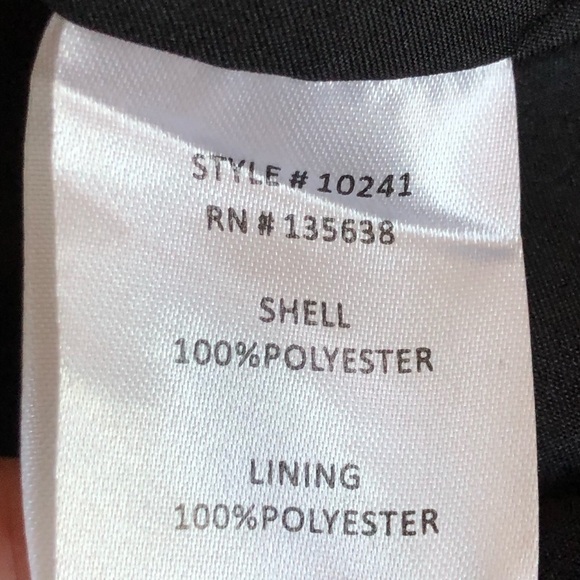 STYLE # 10241
RN # 135638
SHELL
100%POLYESTER
LINING
100%POLYESTER